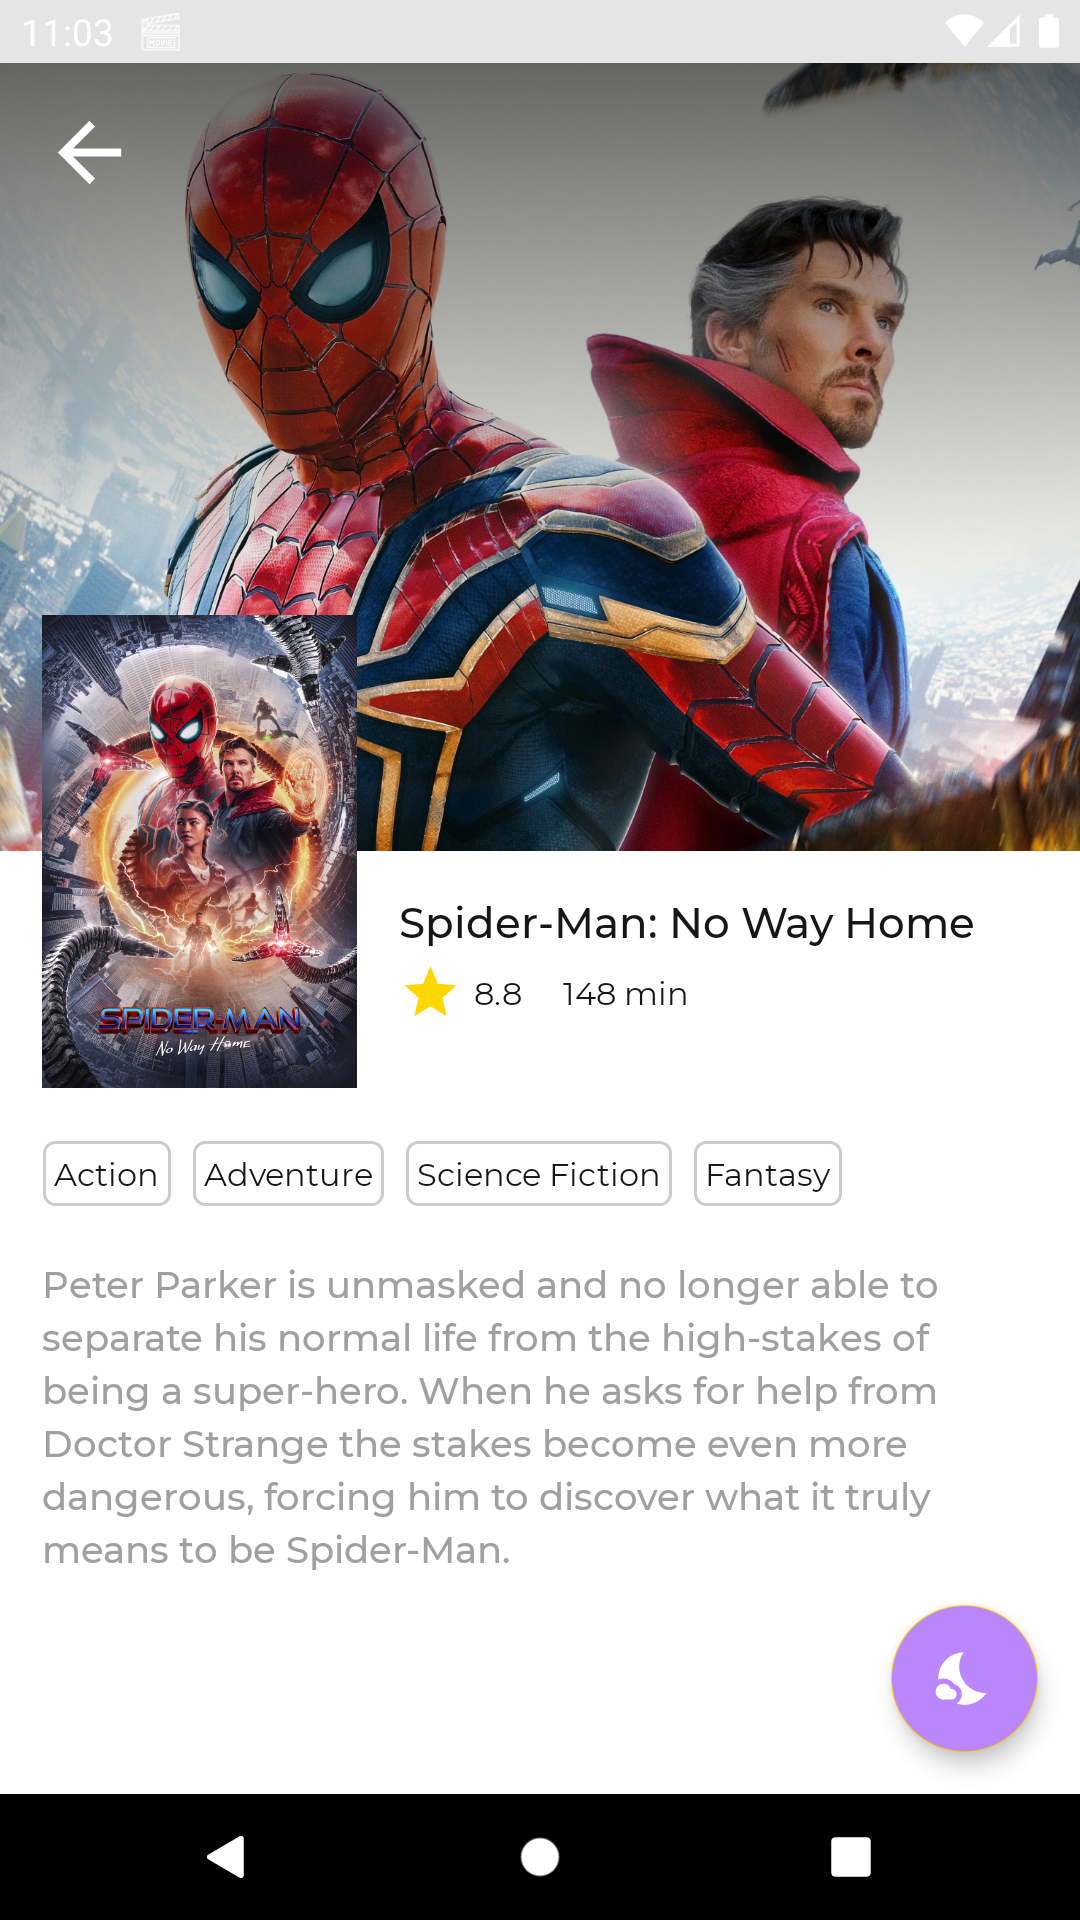 11:03
MOVIE
SPIDER-MAN
No Way Home
Spider-Man: No Way Home
8.8 148 min
Action Adventure Science Fiction Fantasy
Peter Parker is unmasked and no longer able to
separate his normal life from the high-stakes of
being a super-hero. When he asks for help from
Doctor Strange the stakes become even more
dangerous, forcing him to discover what it truly
means to be Spider-Man.